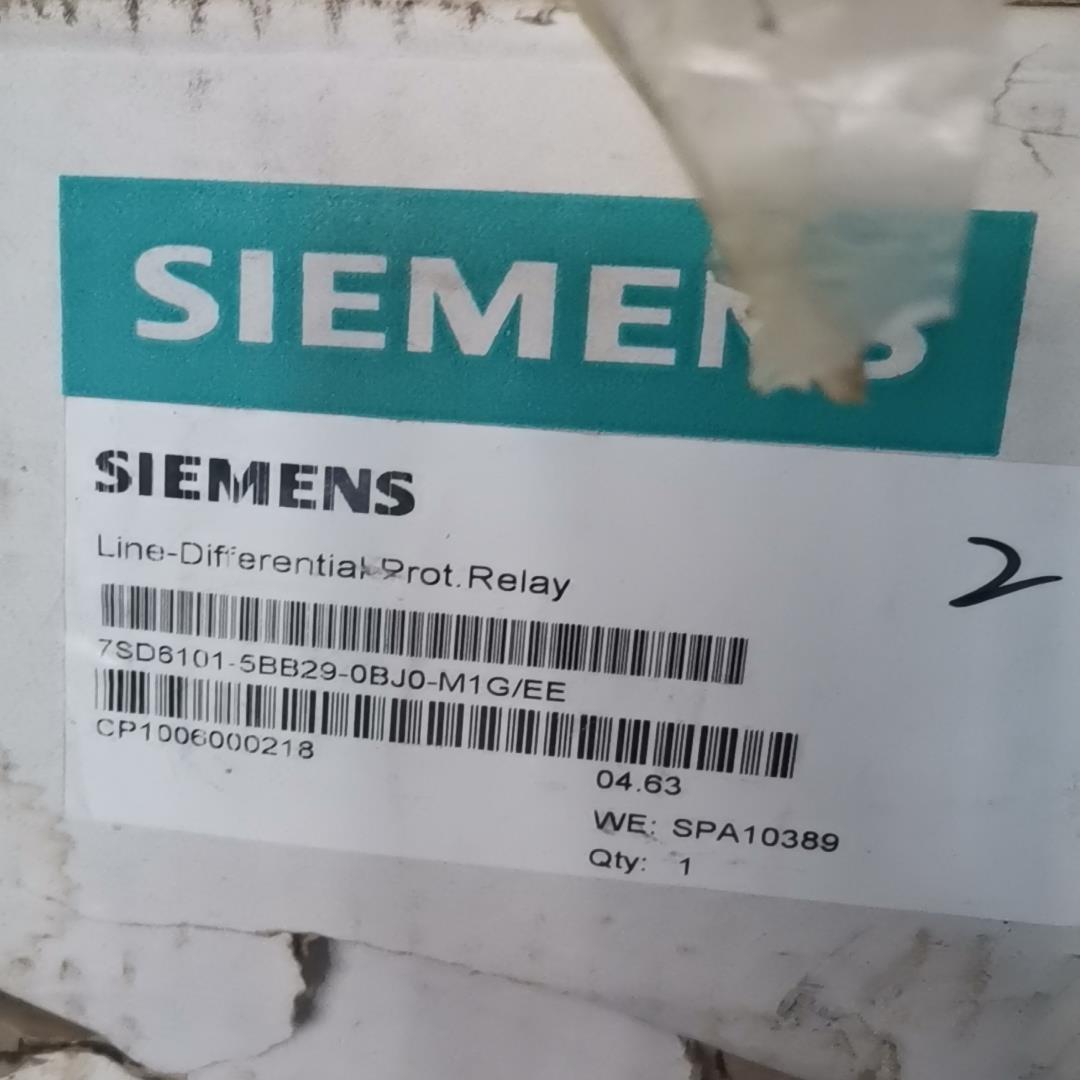 SIEMENS
SIEMENS
Line-Differential Prot. Relay
2
7SD6101-5BB29-0BJ0-M1G/EE
CP1006000218
04.63
WE: SPA10389
Qty: 1